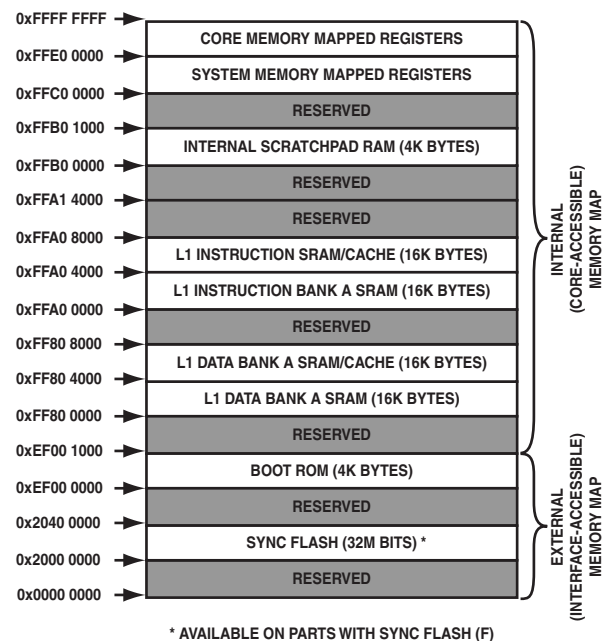 0xFFFF FFFF
CORE MEMORY MAPPED REGISTERS
0xFFE0 0000
SYSTEM MEMORY MAPPED REGISTERS
0xFFC0 0000
RESERVED
0xFFB0 1000
INTERNAL SCRATCHPAD RAM (4K BYTES)
0xFFB0 0000
RESERVED
0xFFA1 4000
RESERVED
0xFFA0 8000
L1 INSTRUCTION SRAM/CACHE (16K BYTES)
0xFFA0 4000
L1 INSTRUCTION BANK A SRAM (16K BYTES)
0xFFA0 0000
RESERVED
0xFF80 8000
L1 DATA BANK A SRAM/CACHE (16K BYTES)
0xFF80 4000
L1 DATA BANK A SRAM (16K BYTES)
0xFF80 0000
RESERVED
0xEF00 1000
BOOT ROM (4K BYTES)
0xEF00 0000
RESERVED
0x2040 0000
SYNC FLASH (32M BITS) *
0x2000 0000
RESERVED
0x0000 0000
INTERNAL
(CORE-ACCESSIBLE)
MEMORY MAP
EXTERNAL
(INTERFACE-ACCESSIBLE)
MEMORY MAP
* AVAILABLE ON PARTS WITH SYNC FLASH (F)